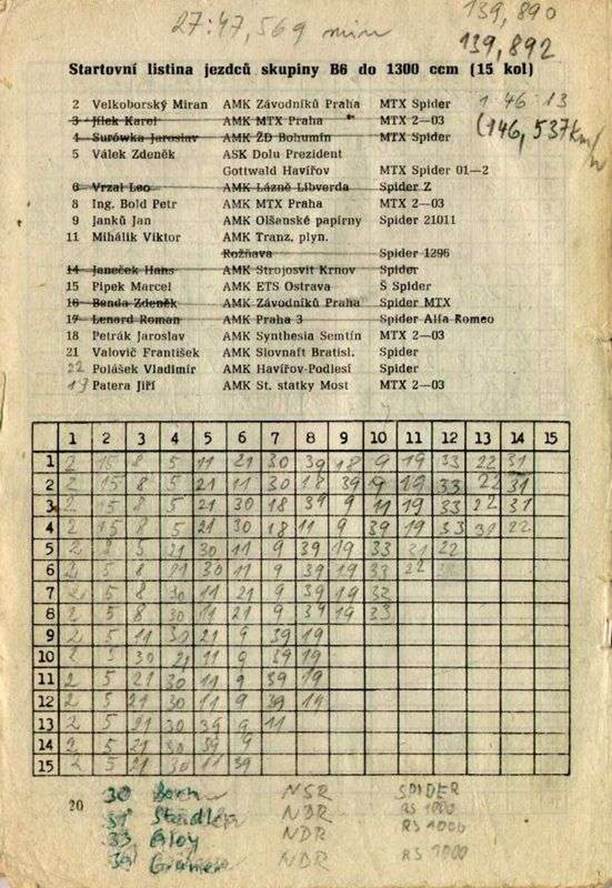 27:47,569 min
139,890
139,892
Startovní listina jezdců skupiny B6 do 1300 ccm (15 kol)
2 Velkoborský Miran AMK Závodníků Praha MTX Spider 1 46 13
3 Jílek Karel AMK MTX Praha MTX 2—03 (146,537km/h
4 Surówka Jaroslav AMK ŽD Bohumín MTX Spider
5 Válek Zdeněk ASK Dolu Prezident
Gottwald Havířov MTX Spider 01—2
6 Vrzal Leo AMK Lázně Libverda Spider Z
8 Ing. Bold Petr AMK MTX Praha MTX 2—03
9 Janků Jan AMK Olšanské papírny Spider 21011
11 Mihálik Viktor AMK Tranz. plyn.
Rožňava Spider 1296
14 Janeček Hans AMK Strojosvit Krnov Spider
15 Pipek Marcel AMK ETS Ostrava Š Spider
16 Benda Zdeněk AMK Závodníků Praha Spider MTX
17 Lenard Roman AMK Praha 3 Spider Alfa Romeo
18 Petrák Jaroslav AMK Synthesia Semtín MTX 2—03
21 Valovič František AMK Slovnaft Bratisl. Spider
22 Polášek Vladimír AMK Havířov-Podlesí Spider
19 Patera Jiří AMK St. statky Most MTX 2—03
1 2 3 4 5 6 7 8 9 10 11 12 13 14 15
1 2 15 8 5 11 21 30 39 18 9 19 33 22 31
2 2 15 8 5 21 11 30 18 39 9 19 33 22 31
3 2 15 8 5 21 30 18 39 9 11 19 33 22 31
4 2 15 8 5 21 30 18 11 9 39 19 33 31 22
5 2 8 5 21 30 11 9 39 19 33 31 22
6 2 5 8 21 30 11 9 39 19 33 22
7 2 5 8 30 11 21 9 39 19 33
8 2 5 8 30 11 21 9 39 19 33
9 2 5 11 30 21 9 39 19
10 2 5 30 21 11 9 39 19
11 2 5 21 30 11 9 39 19
12 2 5 21 30 11 9 39 19
13 2 5 21 30 39 9 11
14 2 5 21 30 39 9
15 2 5 21 30 11 39
20 30 NSR SPIDER
31 NDR RS 1000
33 NDR RS 1000
39 NDR RS 1000